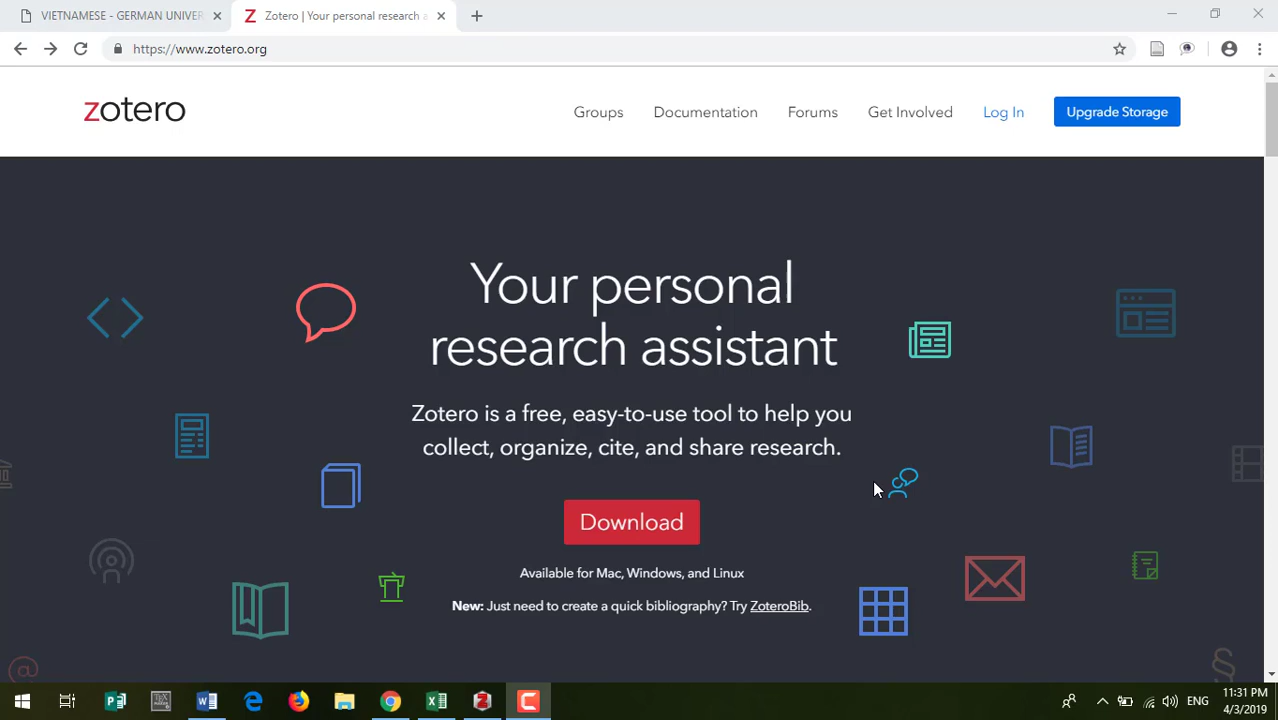 VIETNAMESE - GERMAN UNIVER
Zotero | Your personal research a
https://www.zotero.org
zotero
Groups
Documentation
Forums
Get Involved
Log In
Upgrade Storage
Your personal
research assistant
Zotero is a free, easy-to-use tool to help you
collect, organize, cite, and share research.
Download
Available for Mac, Windows, and Linux
New: Just need to create a quick bibliography? Try ZoteroBib.
ENG
11:31 PM
4/3/2019